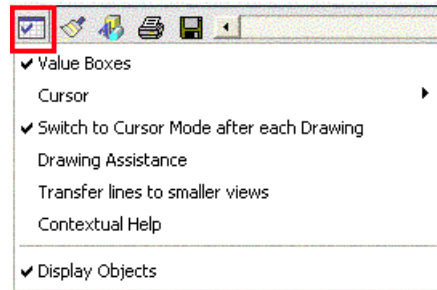 Value Boxes
Cursor
Switch to Cursor Mode after each Drawing
Drawing Assistance
Transfer lines to smaller views
Contextual Help
Display Objects